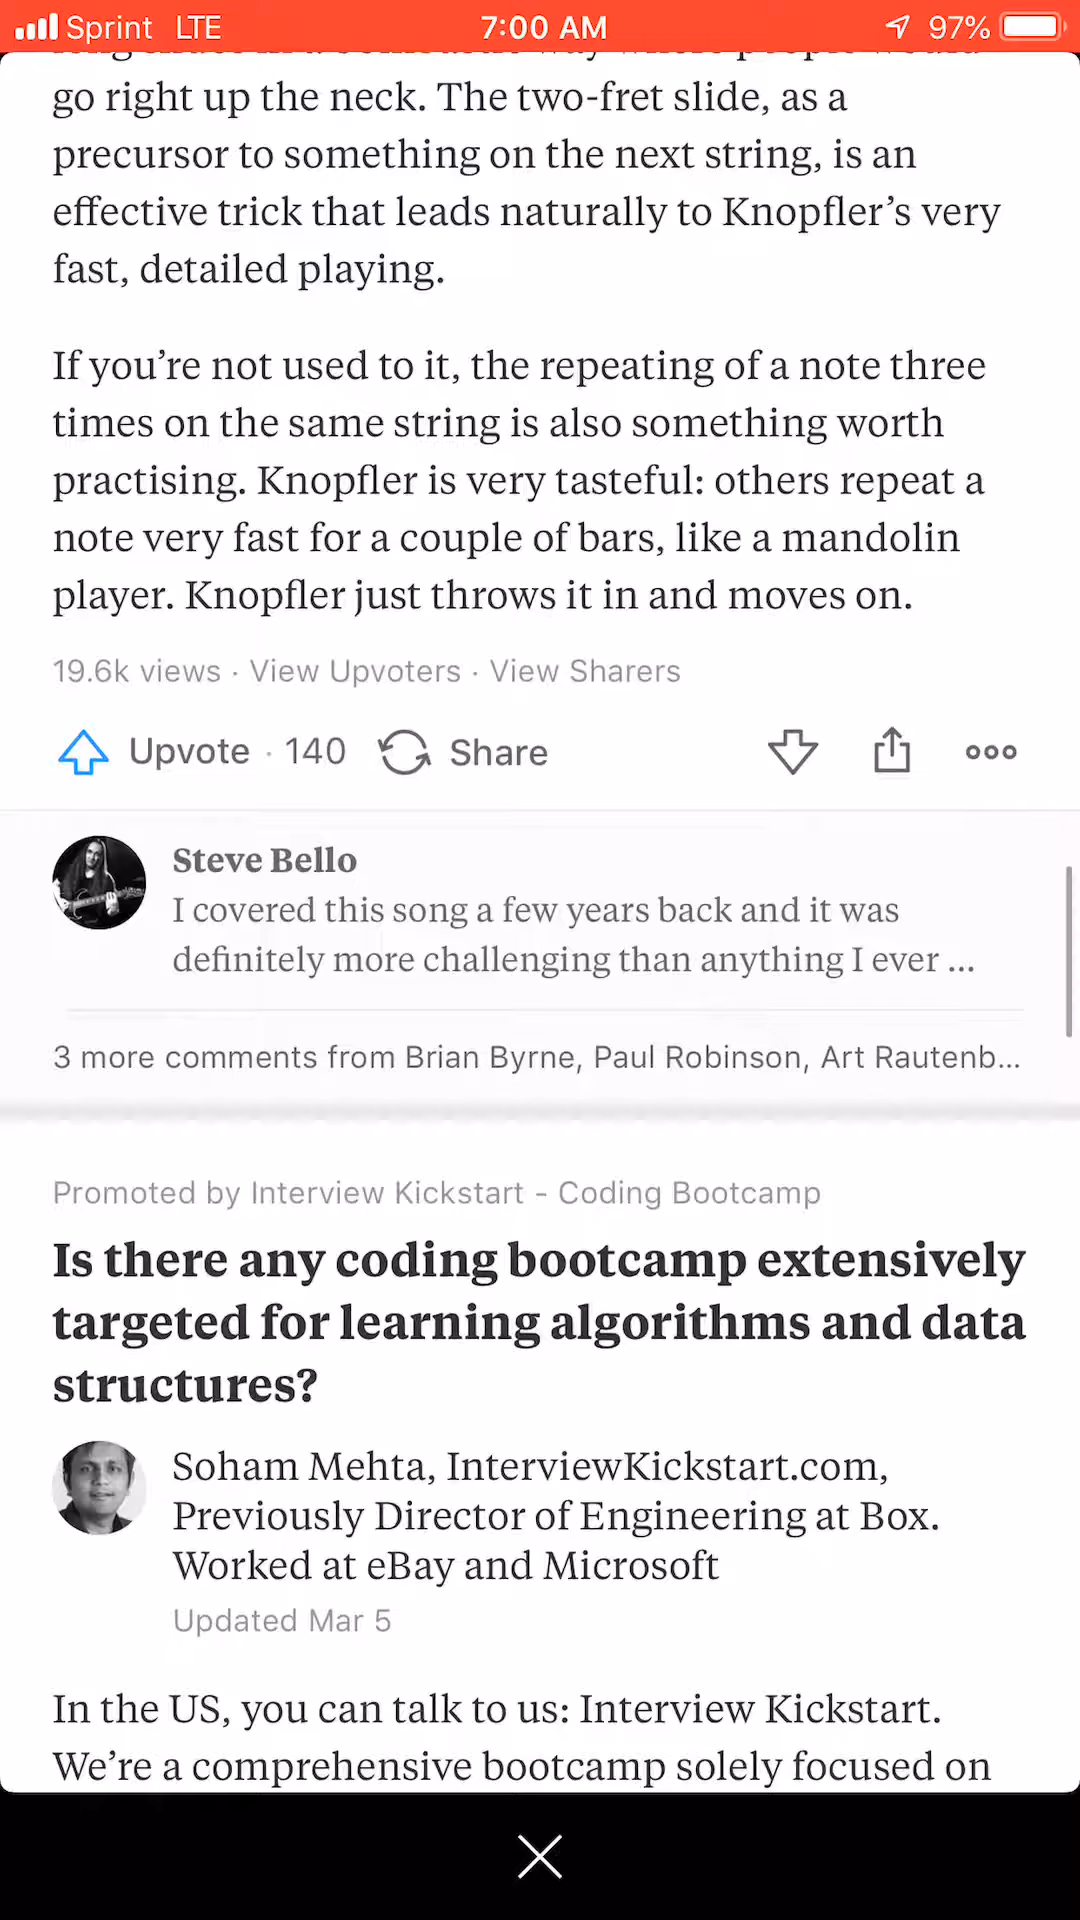 Sprint LTE 7:00 AM 97%
go right up the neck. The two-fret slide, as a
precursor to something on the next string, is an
effective trick that leads naturally to Knopfler’s very
fast, detailed playing.
If you’re not used to it, the repeating of a note three
times on the same string is also something worth
practising. Knopfler is very tasteful: others repeat a
note very fast for a couple of bars, like a mandolin
player. Knopfler just throws it in and moves on.
19.6k views · View Upvoters · View Sharers
Upvote · 140 Share
Steve Bello
I covered this song a few years back and it was
definitely more challenging than anything I ever ...
3 more comments from Brian Byrne, Paul Robinson, Art Rautenb...
Promoted by Interview Kickstart - Coding Bootcamp
Is there any coding bootcamp extensively
targeted for learning algorithms and data
structures?
Soham Mehta, InterviewKickstart.com,
Previously Director of Engineering at Box.
Worked at eBay and Microsoft
Updated Mar 5
In the US, you can talk to us: Interview Kickstart.
We’re a comprehensive bootcamp solely focused on